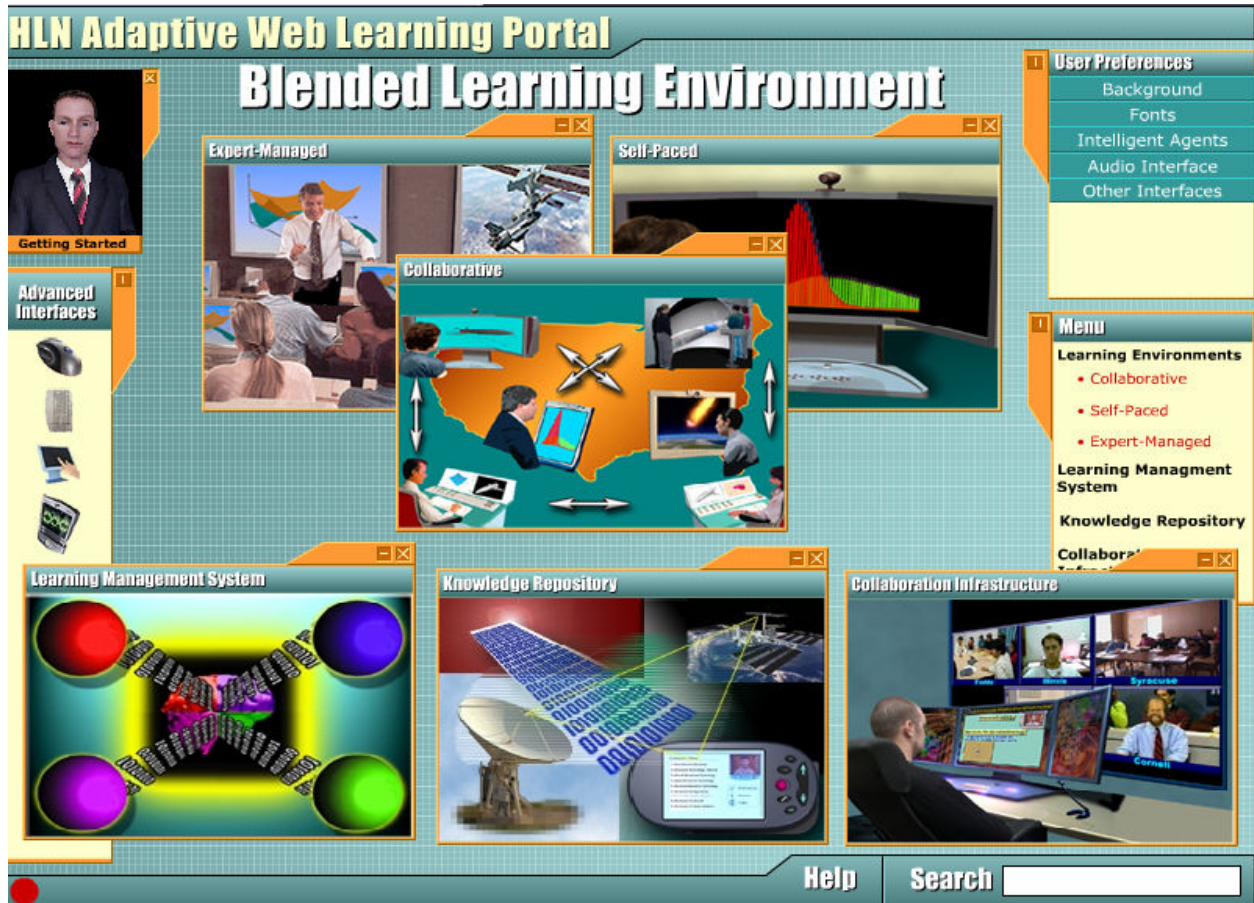 HLN Adaptive Web Learning Portal
Blended Learning Environment
Getting Started
Advanced
Interfaces
Expert-Managed
Self-Paced
Collaborative
User Preferences
Background
Fonts
Intelligent Agents
Audio Interface
Other Interfaces
Menu
Learning Environments
• Collaborative
• Self-Paced
• Expert-Managed
Learning Managment
System
Knowledge Repository
Learning Management System
Knowledge Repository
Collaboration Infrastructure
Syracuse
Cornell
Help
Search